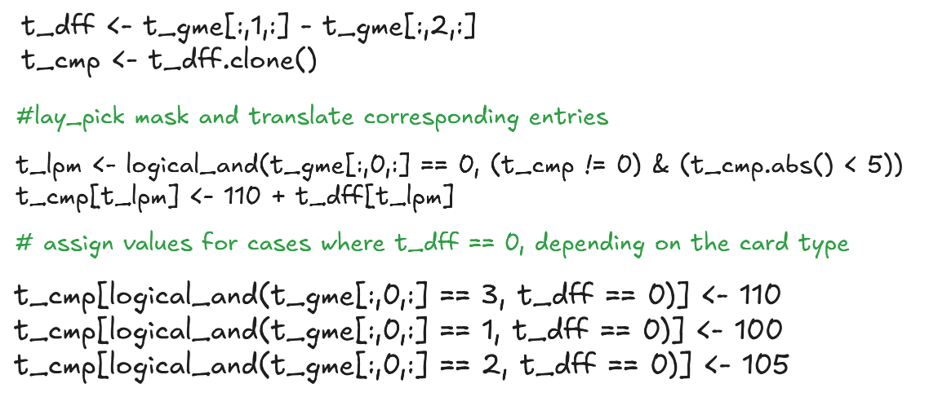 t_dff <- t_gme[:,1,:] - t_gme[:,2,:]
t_cmp <- t_dff.clone()
#lay_pick mask and translate corresponding entries
t_lpm <- logical_and(t_gme[:,0,:] == 0, (t_cmp != 0) & (t_cmp.abs() < 5))
t_cmp[t_lpm] <- 110 + t_dff[t_lpm]
# assign values for cases where t_dff == 0, depending on the card type
t_cmp[logical_and(t_gme[:,0,:] == 3, t_dff == 0)] <- 110
t_cmp[logical_and(t_gme[:,0,:] == 1, t_dff == 0)] <- 100
t_cmp[logical_and(t_gme[:,0,:] == 2, t_dff == 0)] <- 105